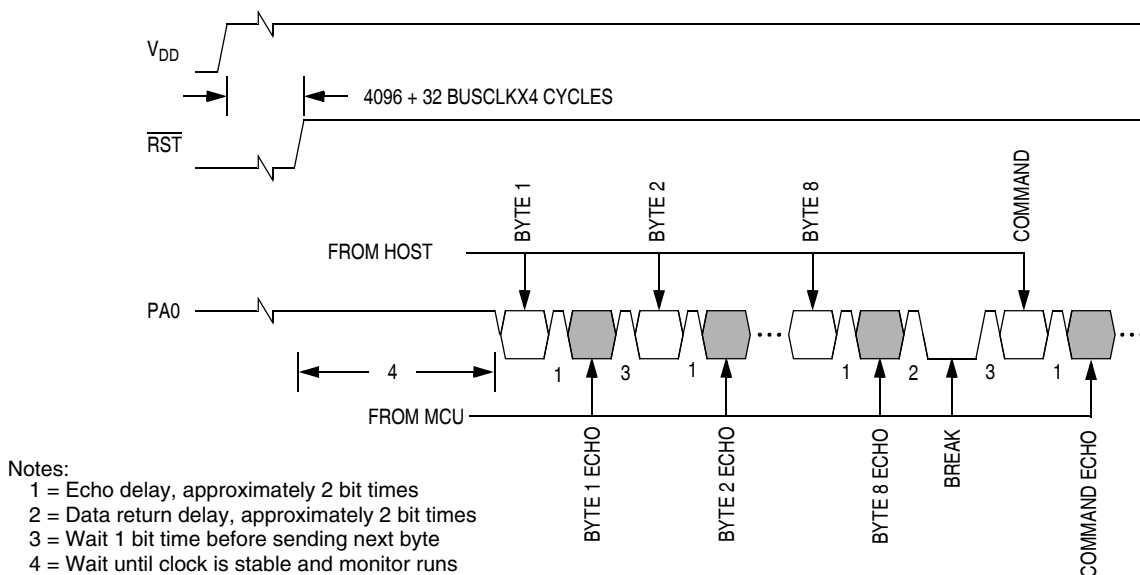 VDD
4096 + 32 BUSCLKX4 CYCLES
RST
BYTE 1
BYTE 2
BYTE 8
COMMAND
FROM HOST
PA0
...
...
4
1
3
1
1
2
3
1
FROM MCU
BYTE 1 ECHO
BYTE 2 ECHO
BYTE 8 ECHO
BREAK
COMMAND ECHO
Notes:
1 = Echo delay, approximately 2 bit times
2 = Data return delay, approximately 2 bit times
3 = Wait 1 bit time before sending next byte
4 = Wait until clock is stable and monitor runs